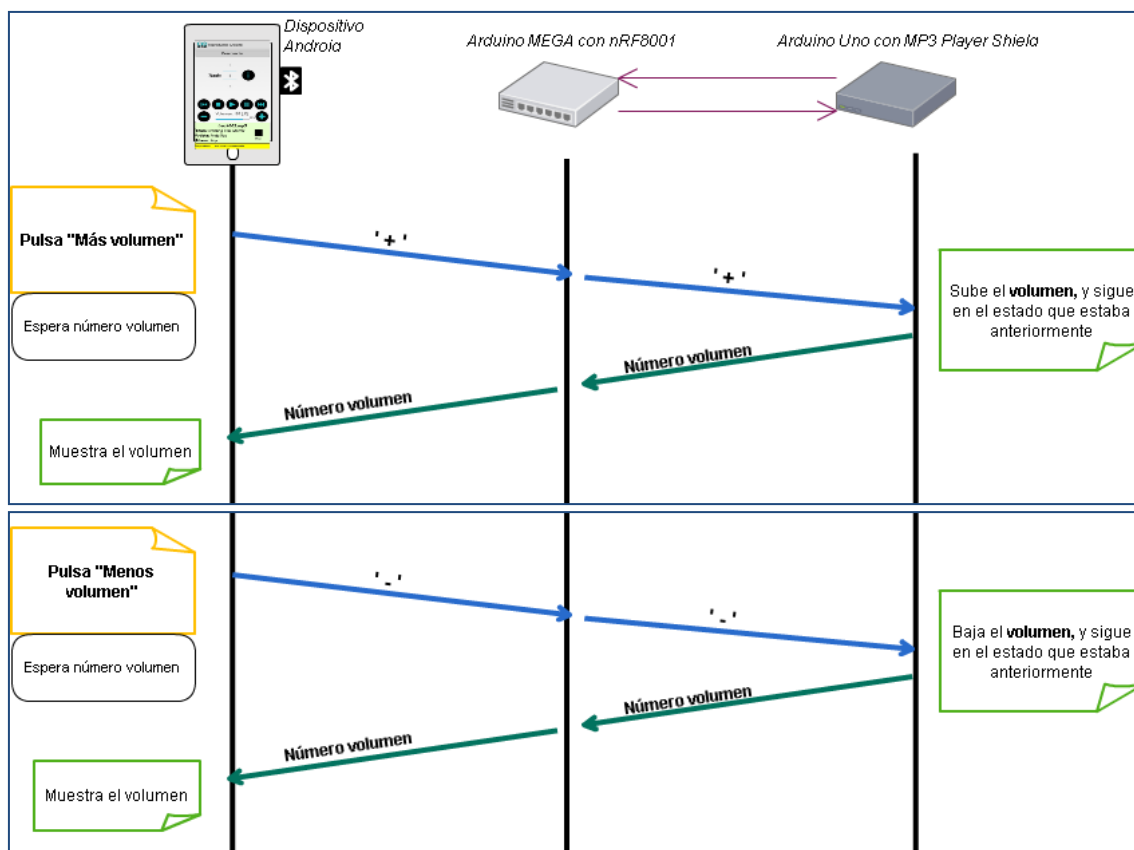 Dispositivo
Androia
Arduino MEGA con nRF8001
Arduino Uno con MP3 Player Shiela
Pulsa "Más volumen"
' + '
' + '
Espera número volumen
Sube el volumen, y sigue
en el estado que estaba
anteriormente
Número volumen
Número volumen
Muestra el volumen
Pulsa "Menos
volumen"
' - '
' - '
Espera número volumen
Baja el volumen, y sigue
en el estado que estaba
anteriormente
Número volumen
Número volumen
Muestra el volumen